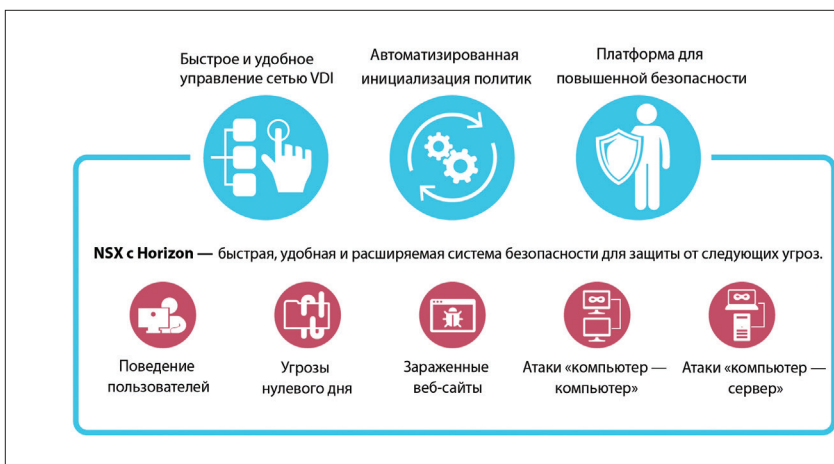 Быстрое и удобное
управление сетью VDI
Автоматизированная
инициализация политик
Платформа для
повышенной безопасности
NSX с Horizon — быстрая, удобная и расширяемая система безопасности для защиты от следующих угроз.
Поведение
пользователей
Угрозы
нулевого дня
Зараженные
веб-сайты
Атаки «компьютер —
компьютер»
Атаки «компьютер —
сервер»